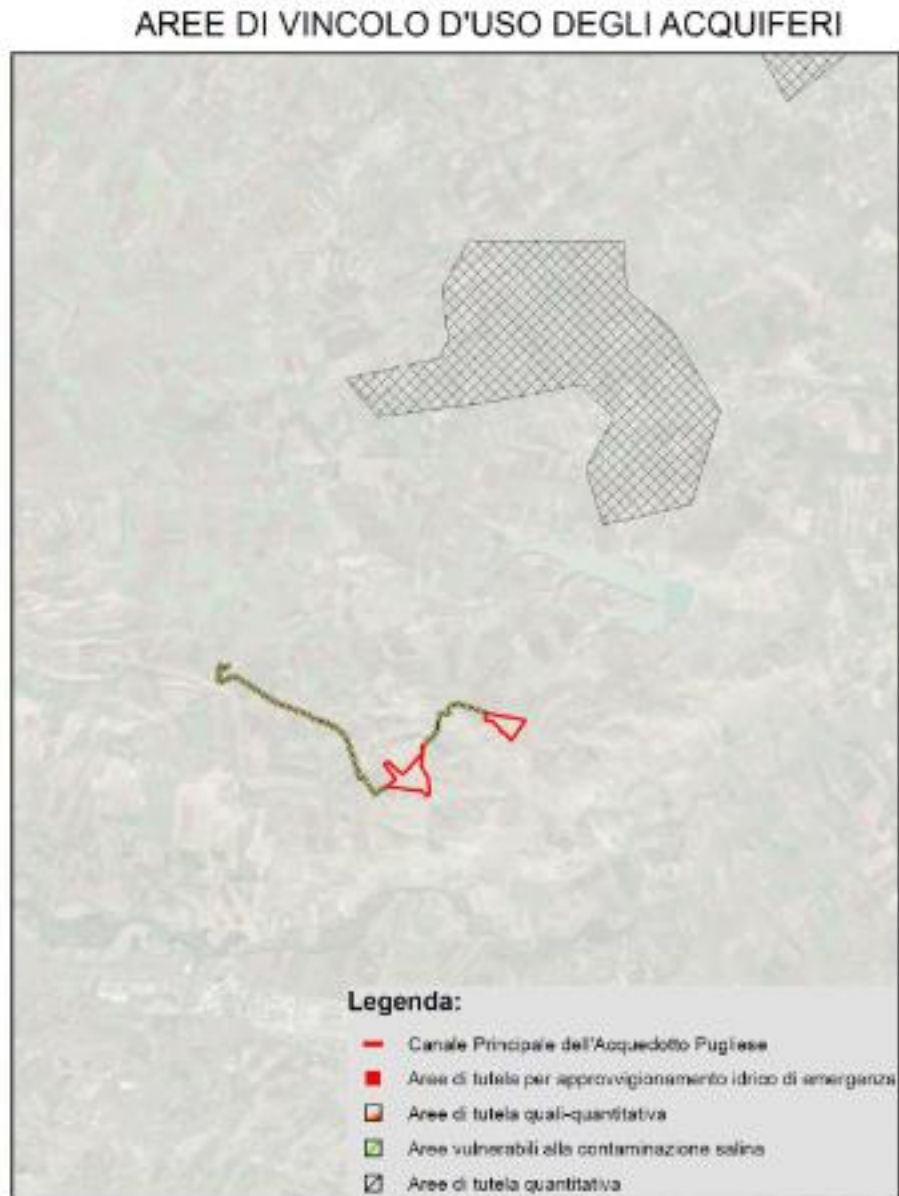 AREE DI VINCOLO D'USO DEGLI ACQUIFERI
Legenda:
Canale Principale dell'Acquedotto Pugliese
Aree di tutela per approvvigionamento idrico di emergenza
Aree di tutela quali-quantitativa
Aree vulnerabili alla contaminazione salina
Aree di tutela quantitativa